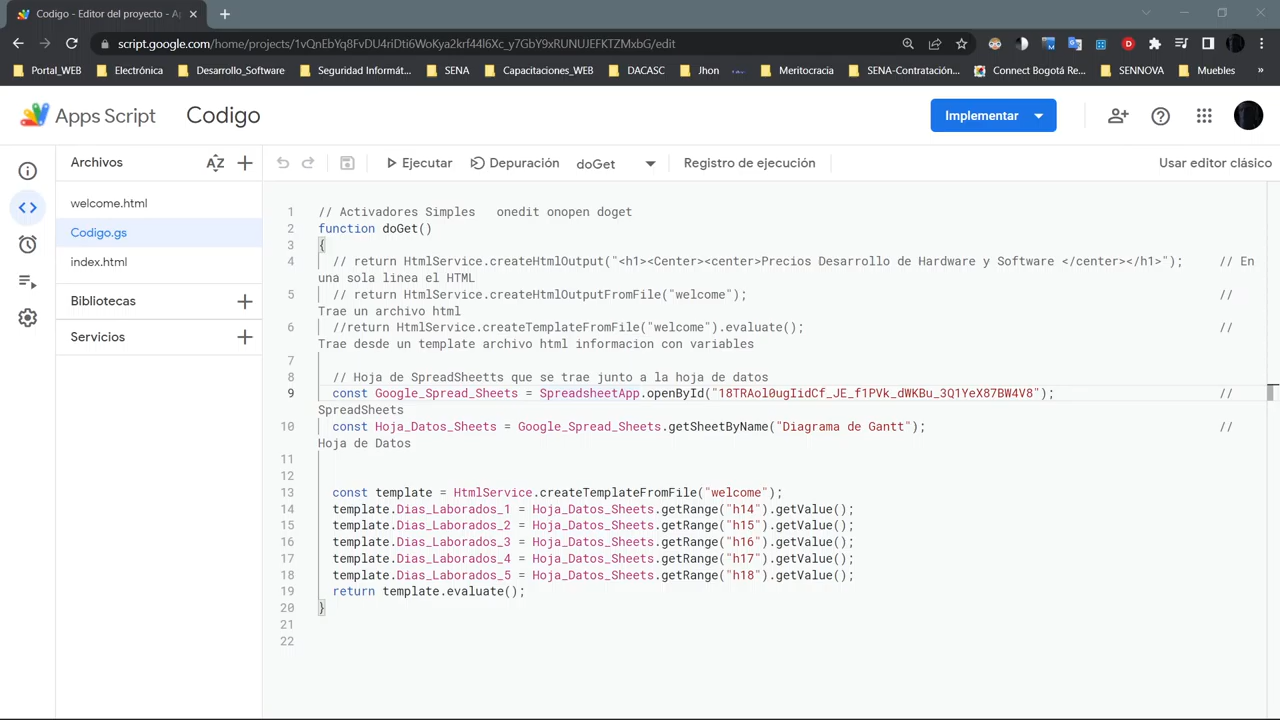 Codigo - Editor del proyecto - A
script.google.com/home/projects/1vQnEbYq8FvDU4riDti6WoKya2krf44l6Xc_y7GbY9xRUNUJEFKTZMxbG/edit
Portal_WEB Electrónica Desarrollo_Software Seguridad Informát... SENA Capacitaciones_WEB DACASC Jhon Meritocracia SENA-Contratación... Connect Bogotá Re... SENNOVA Muebles »
Apps Script Codigo Implementar
Archivos AZ Ejecutar Depuración doGet Registro de ejecución Usar editor clásico
welcome.html
Codigo.gs
index.html
Bibliotecas
Servicios
1 // Activadores Simples onedit onopen doget
2 function doGet()
3 {
4 // return HtmlService.createHtmlOutput("<h1><Center><center>Precios Desarrollo de Hardware y Software </center></h1>"); // En
una sola linea el HTML
5 // return HtmlService.createHtmlOutputFromFile("welcome"); //
Trae un archivo html
6 //return HtmlService.createTemplateFromFile("welcome").evaluate(); //
Trae desde un template archivo html informacion con variables
7
8 // Hoja de SpreadSheetts que se trae junto a la hoja de datos
9 const Google_Spread_Sheets = SpreadsheetApp.openById("18TRAol0ugIidCf_JE_f1PVk_dWKBu_3Q1YeX87BW4V8"); //
SpreadSheets
10 const Hoja_Datos_Sheets = Google_Spread_Sheets.getSheetByName("Diagrama de Gantt"); //
Hoja de Datos
11
12
13 const template = HtmlService.createTemplateFromFile("welcome");
14 template.Dias_Laborados_1 = Hoja_Datos_Sheets.getRange("h14").getValue();
15 template.Dias_Laborados_2 = Hoja_Datos_Sheets.getRange("h15").getValue();
16 template.Dias_Laborados_3 = Hoja_Datos_Sheets.getRange("h16").getValue();
17 template.Dias_Laborados_4 = Hoja_Datos_Sheets.getRange("h17").getValue();
18 template.Dias_Laborados_5 = Hoja_Datos_Sheets.getRange("h18").getValue();
19 return template.evaluate();
20 }
21
22